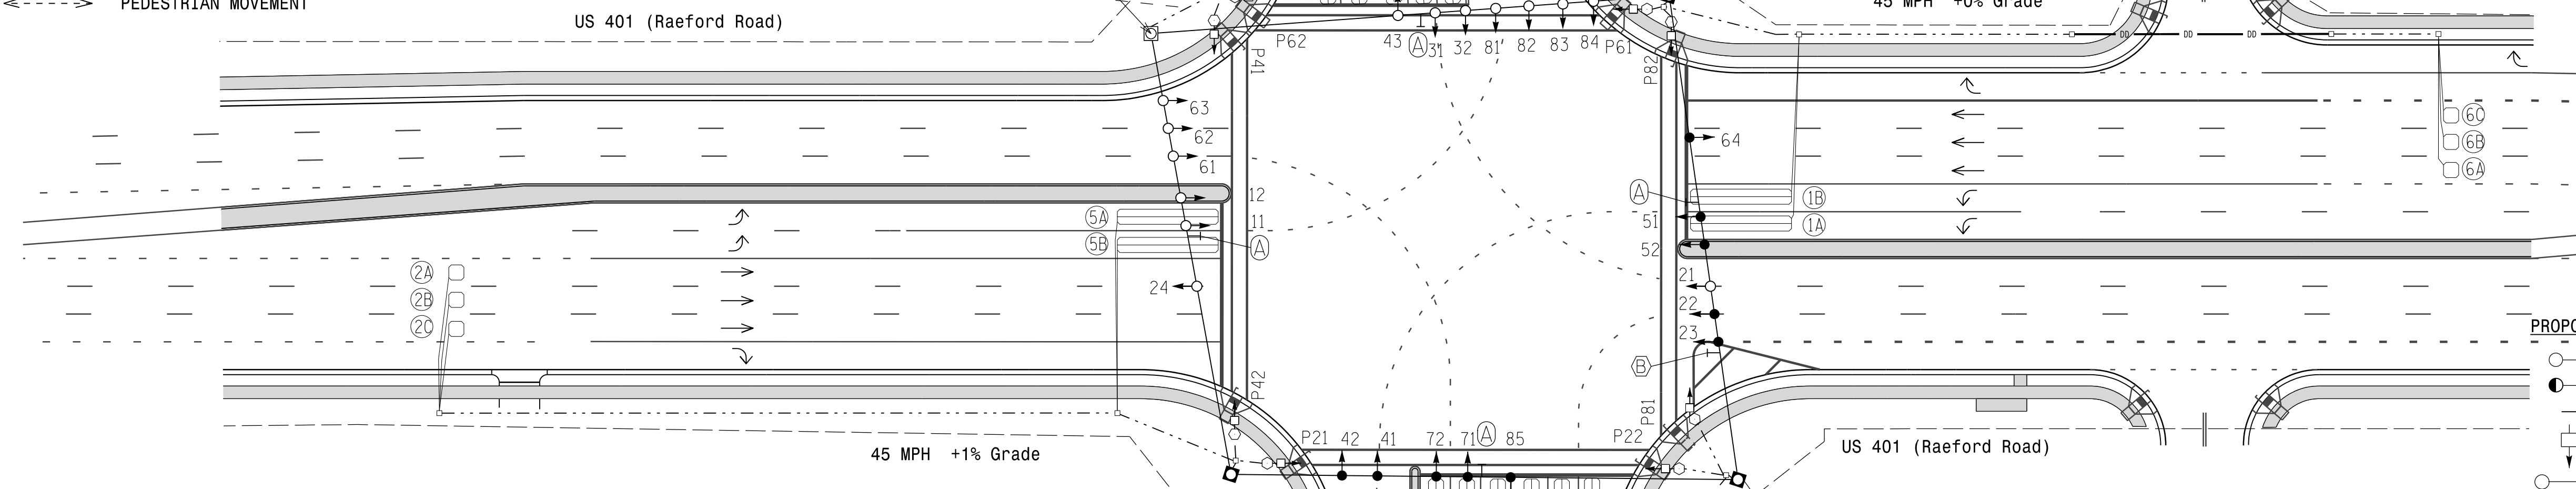 PEDESTRIAN MOVEMENT
US 401 (Raeford Road)
45 MPH +0% Grade
P62
43
A
31'
32
81'
82
83
84
P61
P41
P82
DD
DD
DD
63
62
61
64
6C
6B
6A
12
11
A
5A
5B
A
51
52
1B
1A
2A
2B
2C
24
21
22
23
B
PROPO
P42
P81
P21
42
41
72
71
A
85
P22
45 MPH +1% Grade
US 401 (Raeford Road)